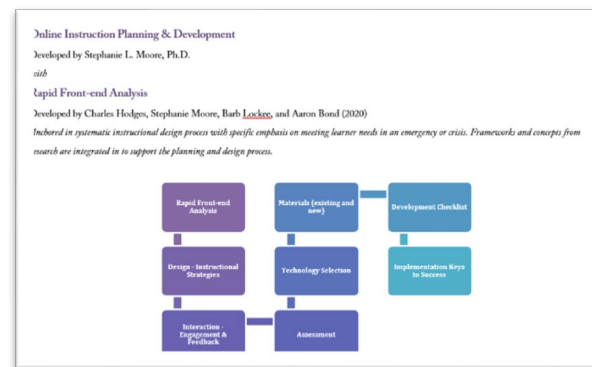 Online Instruction Planning & Development
Developed by Stephanie L. Moore, Ph.D.
with
Rapid Front-end Analysis
Developed by Charles Hodges, Stephanie Moore, Barb Lockee, and Aaron Bond (2020)
Anchored in systematic instructional design process with specific emphasis on meeting learner needs in an emergency or crisis. Frameworks and concepts from
research are integrated in to support the planning and design process.
Rapid Front-end
Analysis
Design - Instructional
Strategies
Interaction -
Engagement &
Feedback
Assessment
Technology Selection
Materials (existing and
new)
Development Checklist
Implementation Keys
to Success